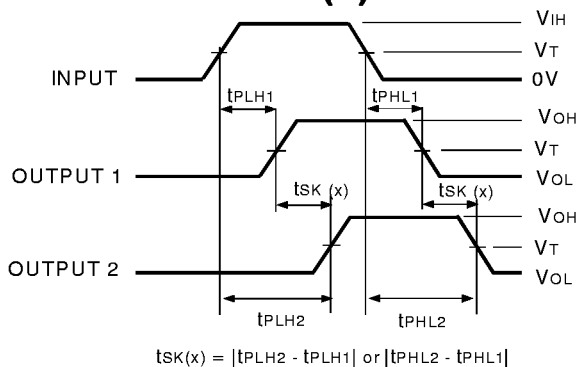 VIH
VT
INPUT
0V
tPLH1
tPHL1
VOH
VT
OUTPUT 1
tSK (x)
tSK (x)
VOL
VOH
VT
OUTPUT 2
VOL
tPLH2
tPHL2
tSK(x) = |tPLH2 - tPLH1| or |tPHL2 - tPHL1|